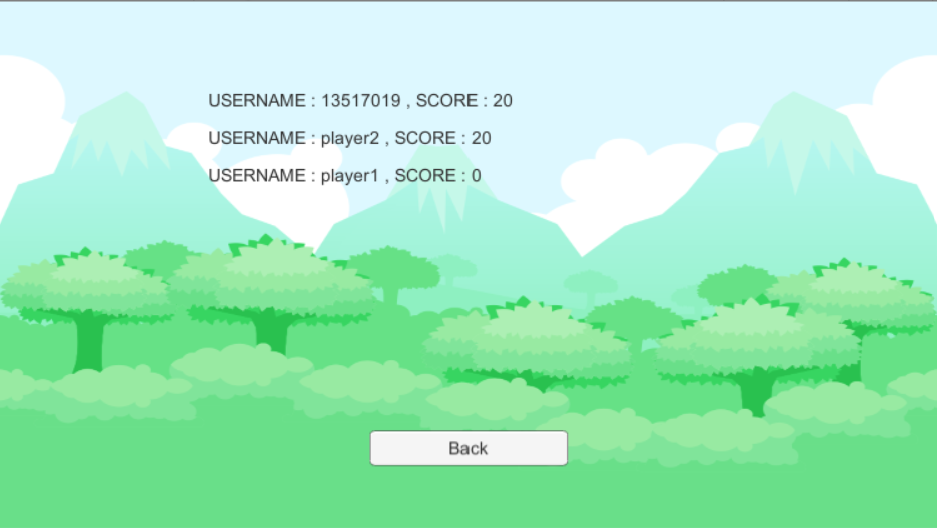 USERNAME : 13517019 , SCORE : 20
USERNAME : player2 , SCORE : 20
USERNAME : player1 , SCORE : 0
Back